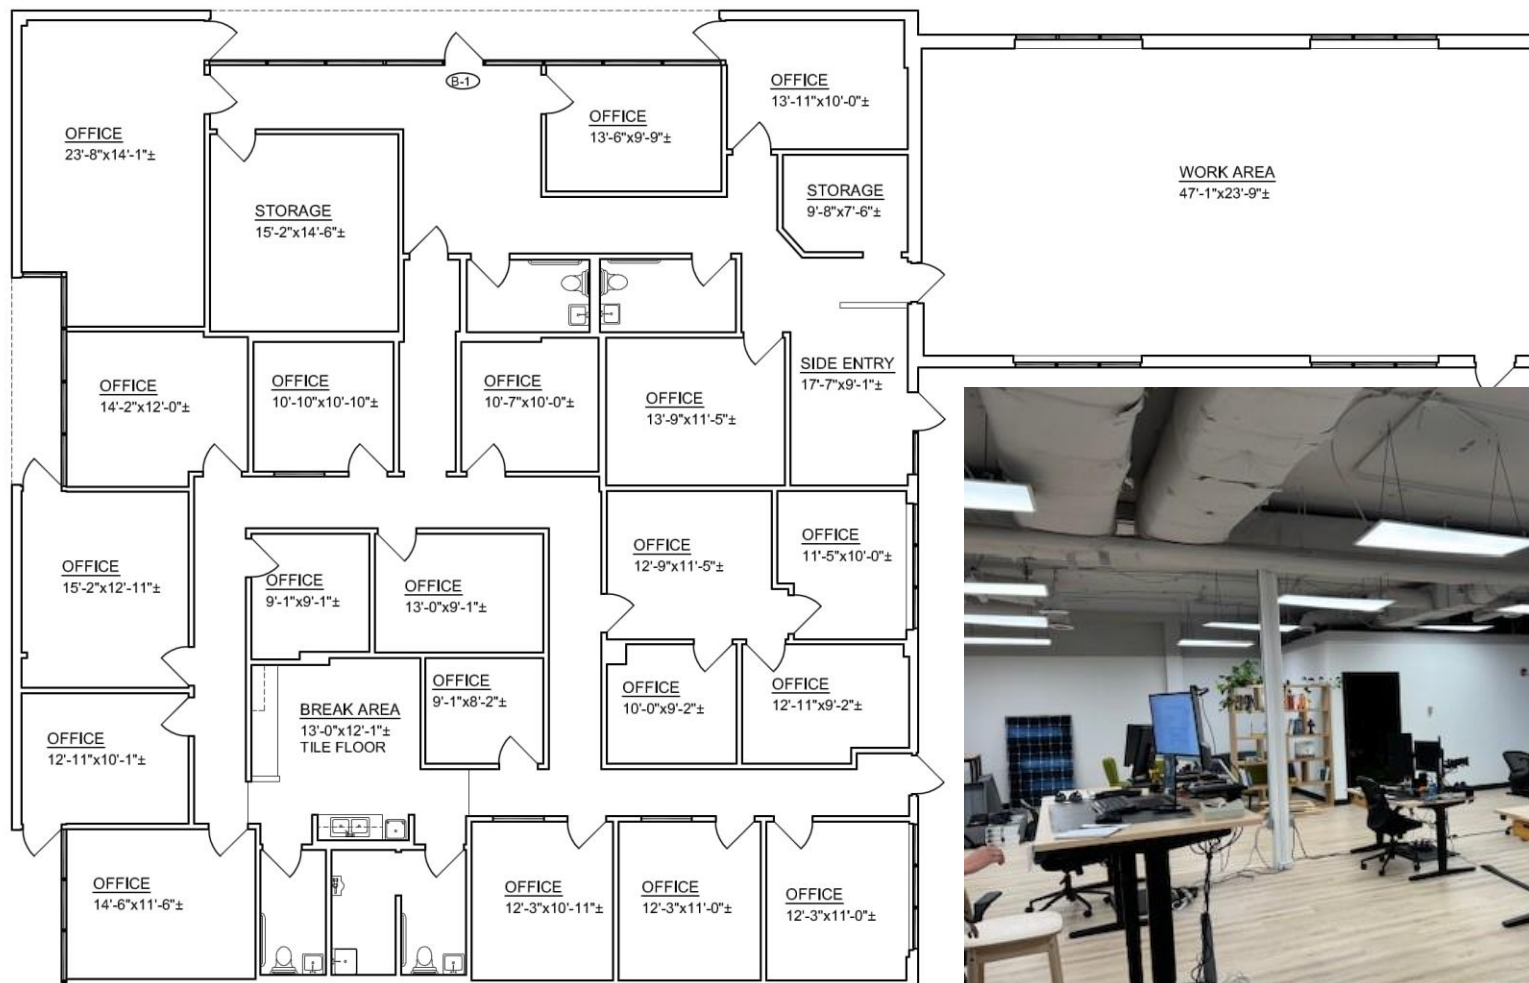 B-1
OFFICE
23'-8"x14'-1"±
OFFICE
13'-6"x9'-9"±
OFFICE
13'-11"x10'-0"±
WORK AREA
47'-1"x23'-9"±
STORAGE
15'-2"x14'-6"±
STORAGE
9'-8"x7'-6"±
OFFICE
14'-2"x12'-0"±
OFFICE
10'-10"x10'-10"±
OFFICE
10'-7"x10'-0"±
OFFICE
13'-9"x11'-5"±
SIDE ENTRY
17'-7"x9'-1"±
OFFICE
15'-2"x12'-11"±
OFFICE
9'-1"x9'-1"±
OFFICE
13'-0"x9'-1"±
OFFICE
12'-9"x11'-5"±
OFFICE
11'-5"x10'-0"±
OFFICE
12'-11"x10'-1"±
BREAK AREA
13'-0"x12'-1"±
TILE FLOOR
OFFICE
9'-1"x8'-2"±
OFFICE
10'-0"x9'-2"±
OFFICE
12'-11"x9'-2"±
OFFICE
14'-6"x11'-6"±
OFFICE
12'-3"x10'-11"±
OFFICE
12'-3"x11'-0"±
OFFICE
12'-3"x11'-0"±